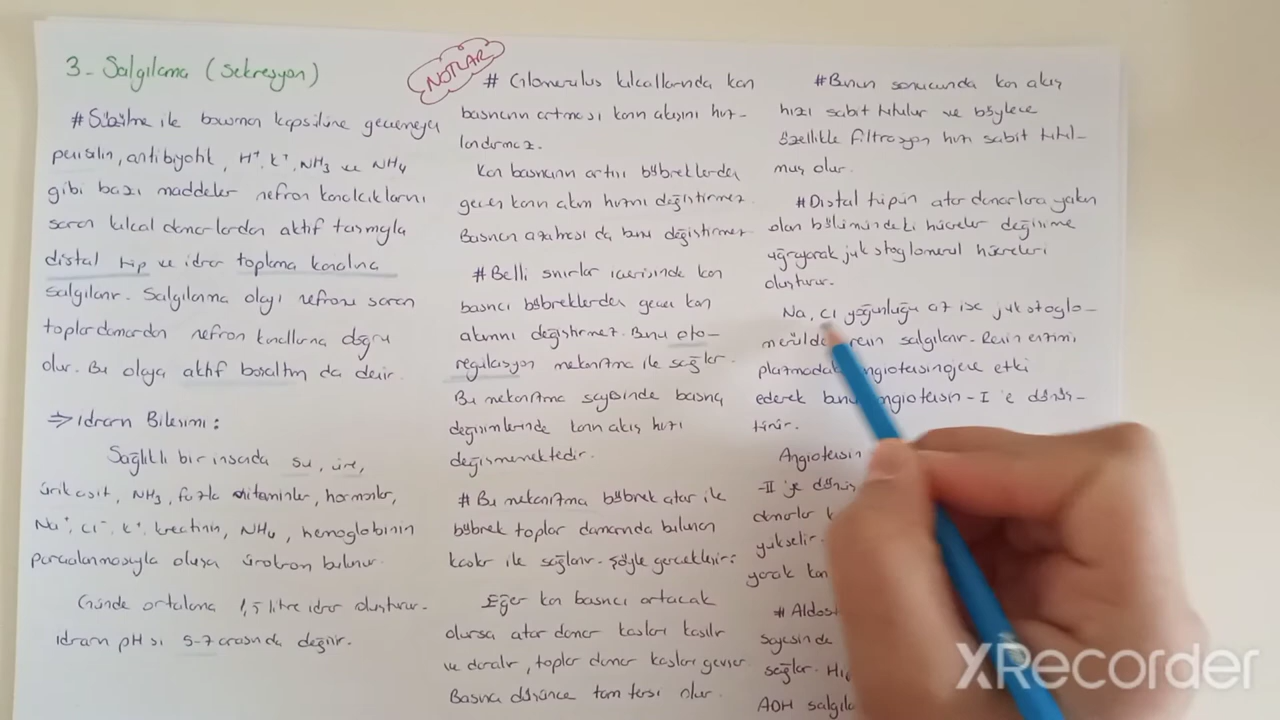 3- Salgılama (Sekresyon)
# Süzülme ile bowman kapsülüne geçemeyen
penisilin, antibiyotik, H⁺, K⁺, NH₃ ve NH₄
gibi bazı maddeler nefron kanalcıklarını
saran kılcal damarlardan aktif taşımayla
distal tüp ve idrar toplama kanalına
salgılanır. Salgılanma olayı nefronu saran
toplardamardan nefron kanallarına doğru
olur. Bu olaya aktif boşaltım da denir.
⇒ İdrarın Bileşimi:
Sağlıklı bir insanda su, üre,
ürik asit, NH₃, fazla vitaminler, hormonlar,
Na⁺, Cl⁻, K⁺, kreatinin, NH₄, hemoglobinin
parçalanmasıyla oluşan ürobron bulunur.
Günde ortalama 1,5 litre idrar oluşturur.
İdrarın pH sı 5-7 arasında değişir.
NOTLAR
# Glomerulus kılcallarında kan
basıncının artması kanın akışını hız-
landırmaz.
Kan basıncının artışı böbreklerden
geçen kanın akım hızını değiştirmez.
Basıncın azalması da bunu değiştirmez.
# Belli sınırlar içerisinde kan
basıncı böbreklerden geçen kan
akımını değiştirmez. Bunu oto-
regülasyon mekanizma ile sağlar.
Bu mekanizma sayesinde basınç
değişimlerinde kanın akış hızı
değişmemektedir.
# Bu mekanizma böbrek atar ile
böbrek toplar damarında bulunan
kaslar ile sağlanır. Şöyle gerçekleşir:
Eğer kan basıncı artacak
olursa atar damar kasları kasılır
ve daralır, toplar damar kasları gevşer.
Basınç düşünce tam tersi olur.
# Bunun sonucunda kan akış
hızı sabit tutulur ve böylece
özellikle filtrasyon hızı sabit tutul-
muş olur.
# Distal tüpün atar damarlara yakın
olan bölümündeki hücreler değişime
uğrayarak jukstaglomerul hücreleri
oluşturur.
Na, Cl yoğunluğu az ise jukstaglo-
merülde renin salgılanır. Renin enzimi,
plazmadaki angiotensinojene etki
ederek bunu angiotensin-I'e dönüş-
türür.
Angiotensin
-II'ye dönüş
damarlar k
yükselir.
yarak kan
# Aldos
sayesinde
sağlar.
ADH salgıla
XRecorder